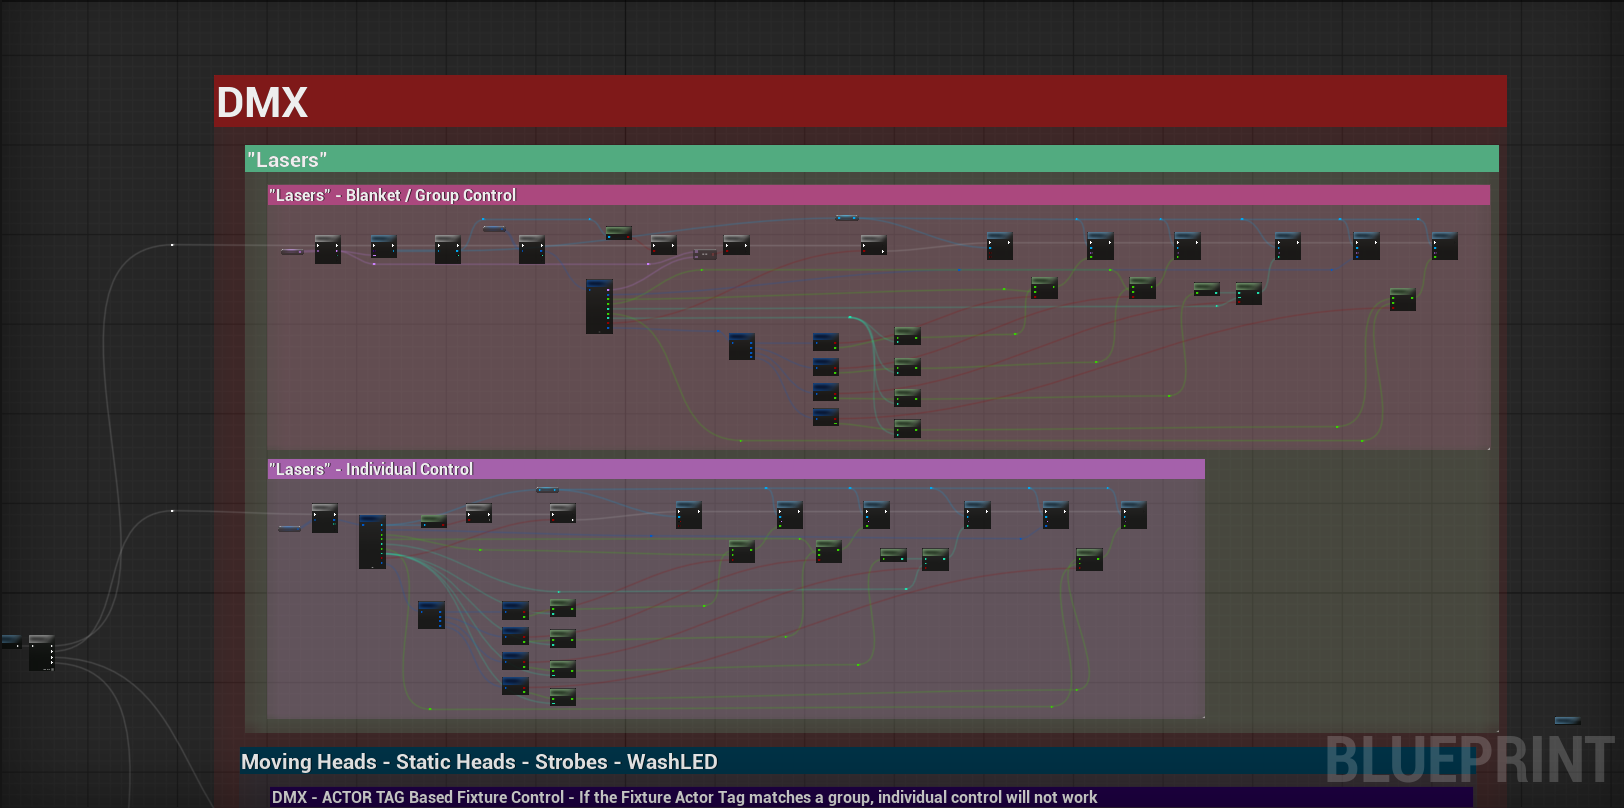 DMX
"Lasers"
"Lasers" - Blanket / Group Control
"Lasers" - Individual Control
Moving Heads - Static Heads - Strobes - WashLED
BLUEPRINT
DMX - ACTOR TAG Based Fixture Control - If the Fixture Actor Tag matches a group, individual control will not work